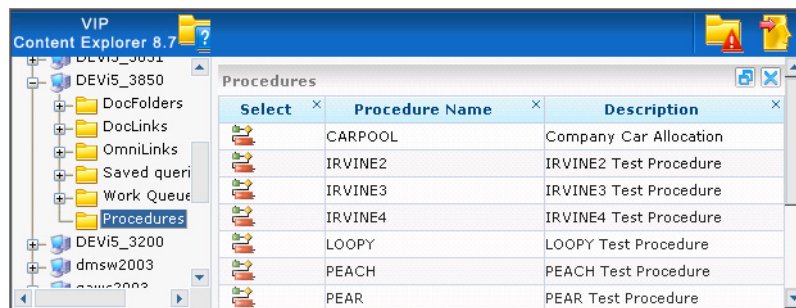 VIP
Content Explorer 8.7
DEVi5_3850
DocFolders
DocLinks
OmniLinks
Saved queri
Work Queue
Procedures
DEVi5_3200
dmsw2003
Procedures
Select Procedure Name Description
CARPOOL Company Car Allocation
IRVINE2 IRVINE2 Test Procedure
IRVINE3 IRVINE3 Test Procedure
IRVINE4 IRVINE4 Test Procedure
LOOPY LOOPY Test Procedure
PEACH PEACH Test Procedure
PEAR PEAR Test Procedure